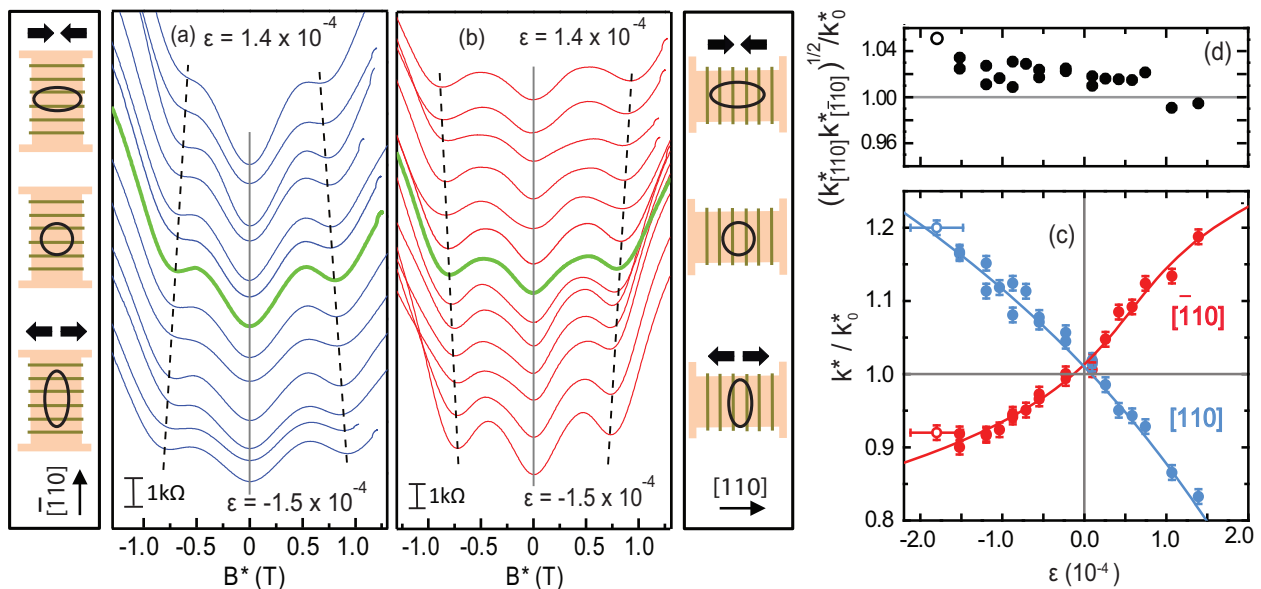 [1̄10]
(a) ε = 1.4 x 10⁻⁴
1kΩ
ε = -1.5 x 10⁻⁴
-1.0 -0.5 0 0.5 1.0
B* (T)
(b) ε = 1.4 x 10⁻⁴
1kΩ
ε = -1.5 x 10⁻⁴
-1.0 -0.5 0 0.5 1.0
B* (T)
[110]
(d)
1.04
1.00
0.96
(k*[110]k*[1̄10])^1/2/k*0
(c)
1.2
1.1
1.0
0.9
0.8
k* / k*0
[1̄10]
[110]
-2.0 -1.0 0.0 1.0 2.0
ε (10⁻⁴)